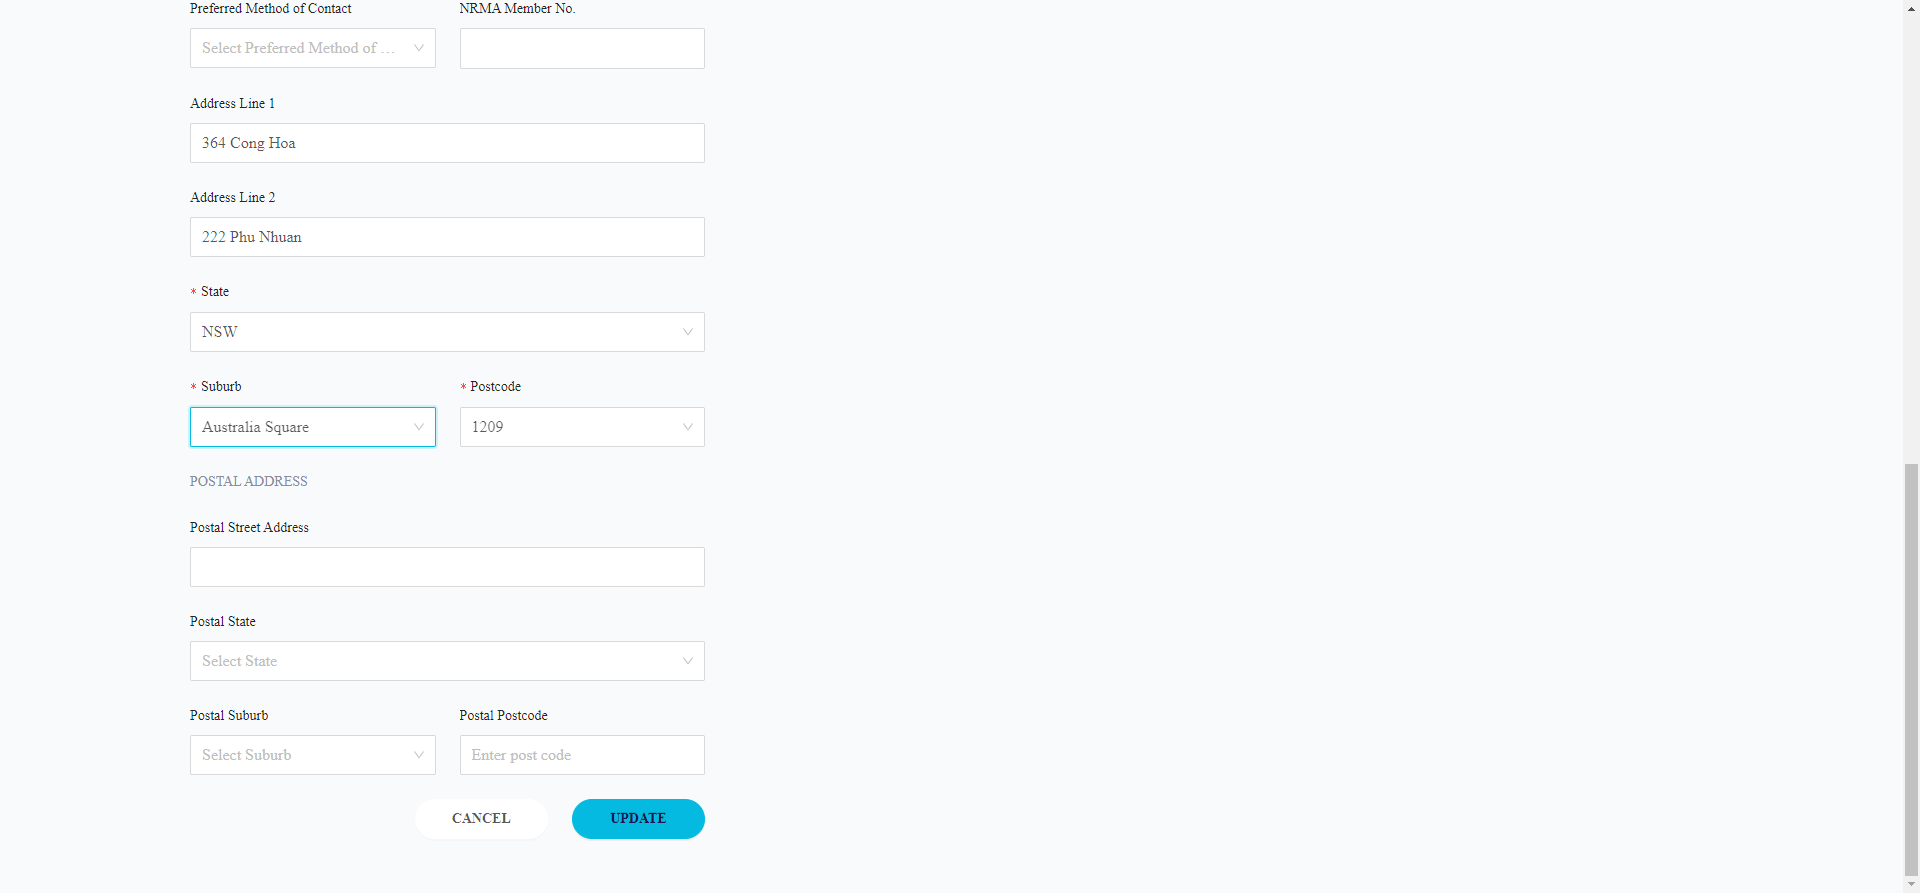 Preferred Method of Contact
NRMA Member No.
Select Preferred Method of ...
Address Line 1
364 Cong Hoa
Address Line 2
222 Phu Nhuan
* State
NSW
* Suburb
* Postcode
Australia Square
1209
POSTAL ADDRESS
Postal Street Address
Postal State
Select State
Postal Suburb
Postal Postcode
Select Suburb
Enter post code
CANCEL
UPDATE